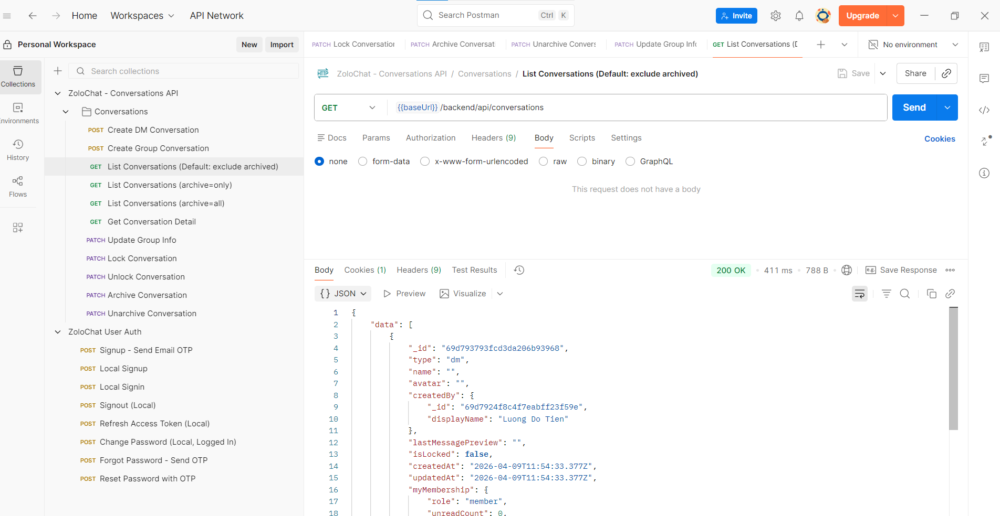 Home Workspaces API Network Search Postman Ctrl K Invite Upgrade
Personal Workspace New Import
PATCH Lock Conversation PATCH Archive Conversati PATCH Unarchive Convers PATCH Update Group Info GET List Conversations (D No environment
Search collections
Collections
Environments
History
Flows
ZoloChat - Conversations API
Conversations
POST Create DM Conversation
POST Create Group Conversation
GET List Conversations (Default: exclude archived)
GET List Conversations (archive=only)
GET List Conversations (archive=all)
GET Get Conversation Detail
PATCH Update Group Info
PATCH Lock Conversation
PATCH Unlock Conversation
PATCH Archive Conversation
PATCH Unarchive Conversation
ZoloChat User Auth
POST Signup - Send Email OTP
POST Local Signup
POST Local Signin
POST Signout (Local)
POST Refresh Access Token (Local)
POST Change Password (Local, Logged In)
POST Forgot Password - Send OTP
POST Reset Password with OTP
HTTP ZoloChat - Conversations API / Conversations / List Conversations (Default: exclude archived) Save Share
GET {{baseUrl}} /backend/api/conversations Send
Docs Params Authorization Headers (9) Body Scripts Settings Cookies
none form-data x-www-form-urlencoded raw binary GraphQL
This request does not have a body
Body Cookies (1) Headers (9) Test Results 200 OK • 411 ms • 788 B • e.g. Save Response
{} JSON Preview Visualize
1 {
2 "data": [
3 {
4 "_id": "69d793793fcd3da206b93968",
5 "type": "dm",
6 "name": "",
7 "avatar": "",
8 "createdBy": {
9 "_id": "69d7924f8c4f7eabff23f59e",
10 "displayName": "Luong Do Tien"
11 },
12 "lastMessagePreview": "",
13 "isLocked": false,
14 "createdAt": "2026-04-09T11:54:33.377Z",
15 "updatedAt": "2026-04-09T11:54:33.377Z",
16 "myMembership": {
17 "role": "member",
18 "unreadCount": 0,